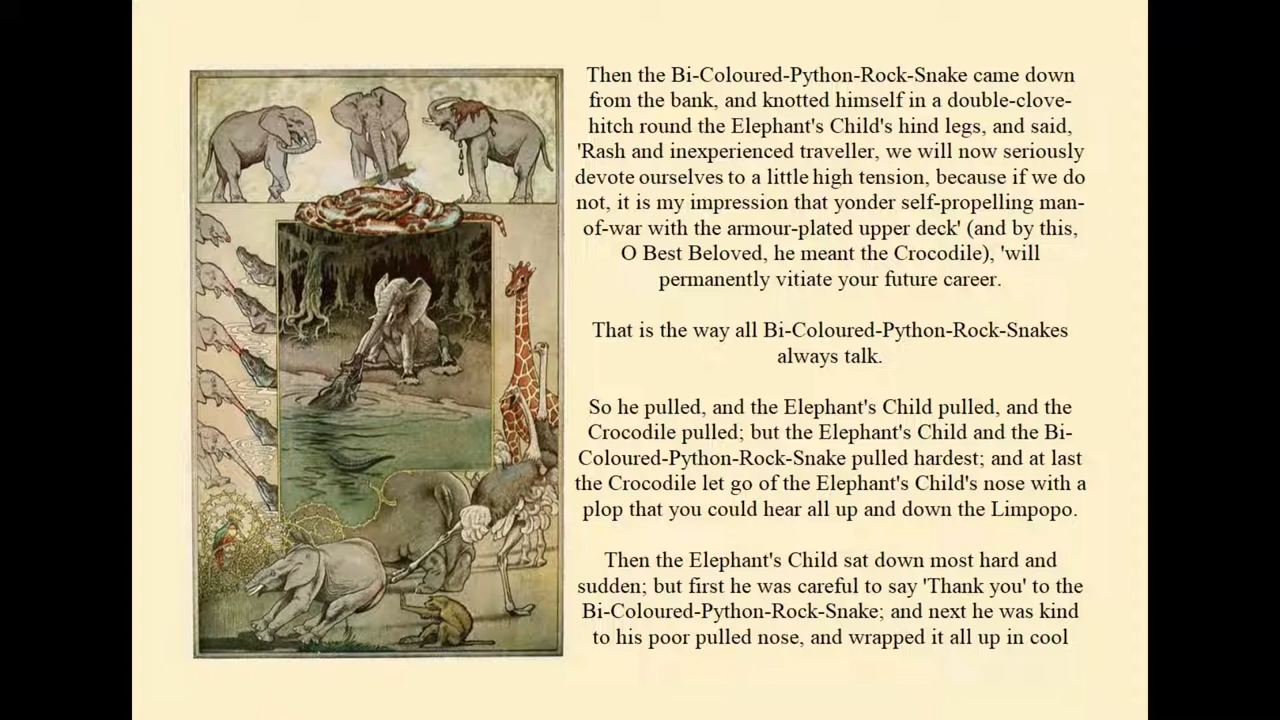 Then the Bi-Coloured-Python-Rock-Snake came down
from the bank, and knotted himself in a double-clove-
hitch round the Elephant's Child's hind legs, and said,
'Rash and inexperienced traveller, we will now seriously
devote ourselves to a little high tension, because if we do
not, it is my impression that yonder self-propelling man-
of-war with the armour-plated upper deck' (and by this,
O Best Beloved, he meant the Crocodile), 'will
permanently vitiate your future career.
That is the way all Bi-Coloured-Python-Rock-Snakes
always talk.
So he pulled, and the Elephant's Child pulled, and the
Crocodile pulled; but the Elephant's Child and the Bi-
Coloured-Python-Rock-Snake pulled hardest; and at last
the Crocodile let go of the Elephant's Child's nose with a
plop that you could hear all up and down the Limpopo.
Then the Elephant's Child sat down most hard and
sudden; but first he was careful to say 'Thank you' to the
Bi-Coloured-Python-Rock-Snake; and next he was kind
to his poor pulled nose, and wrapped it all up in cool